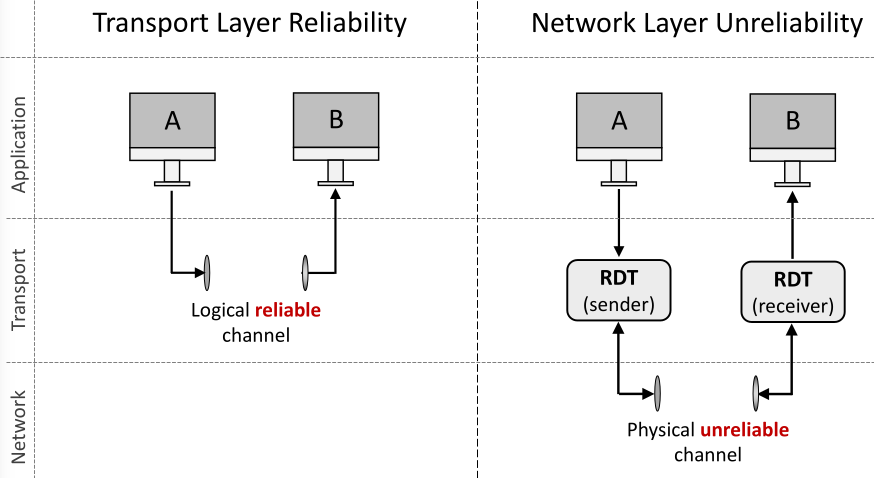 Transport Layer Reliability
Network Layer Unreliability
Application
A
B
A
B
Transport
Logical reliable
channel
RDT
(sender)
RDT
(receiver)
Network
Physical unreliable
channel